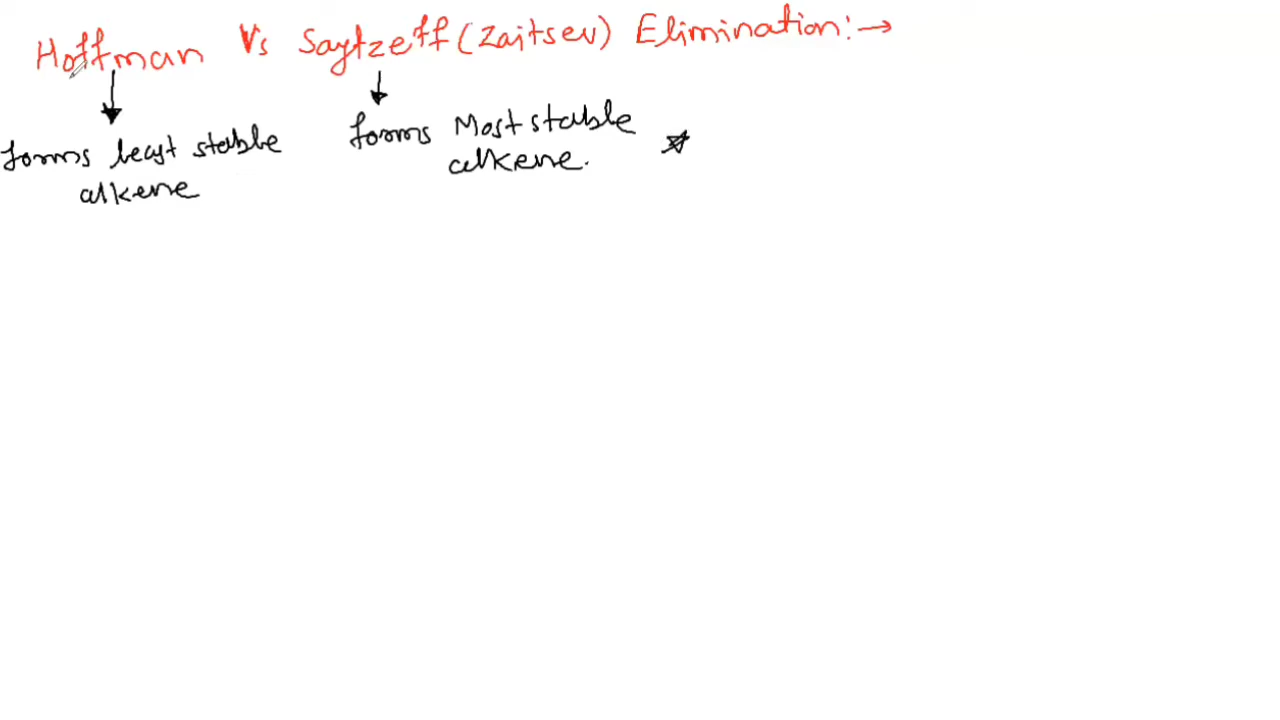 Hoffman Vs Saytzeff (Zaitsev) Elimination:→
forms least stable
alkene
forms Most stable
alkene.